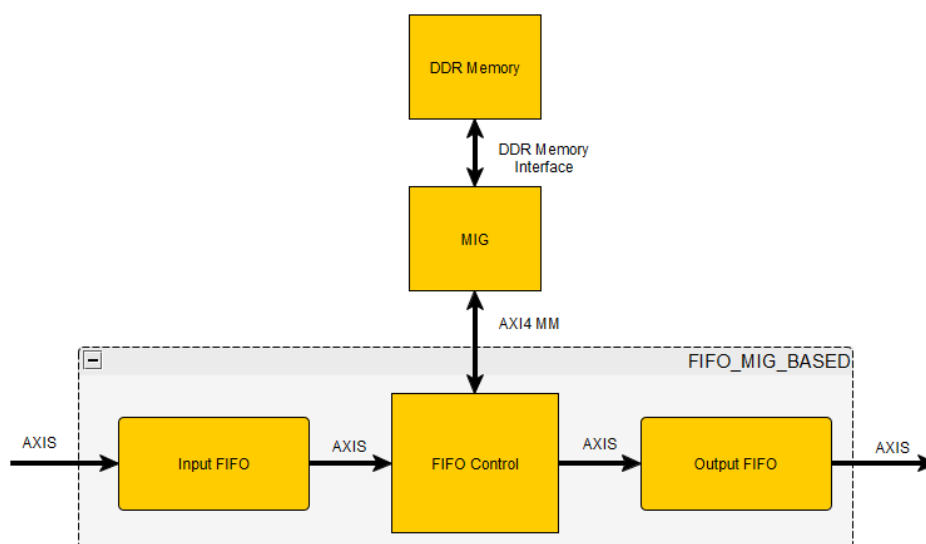 DDR Memory
DDR Memory
Interface
MIG
AXI4 MM
FIFO_MIG_BASED
AXIS
Input FIFO
AXIS
FIFO Control
AXIS
Output FIFO
AXIS